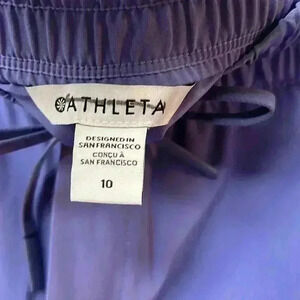 ATHLETA
DESIGNED IN
SAN FRANCISCO
CONÇU À
SAN FRANCISCO
10